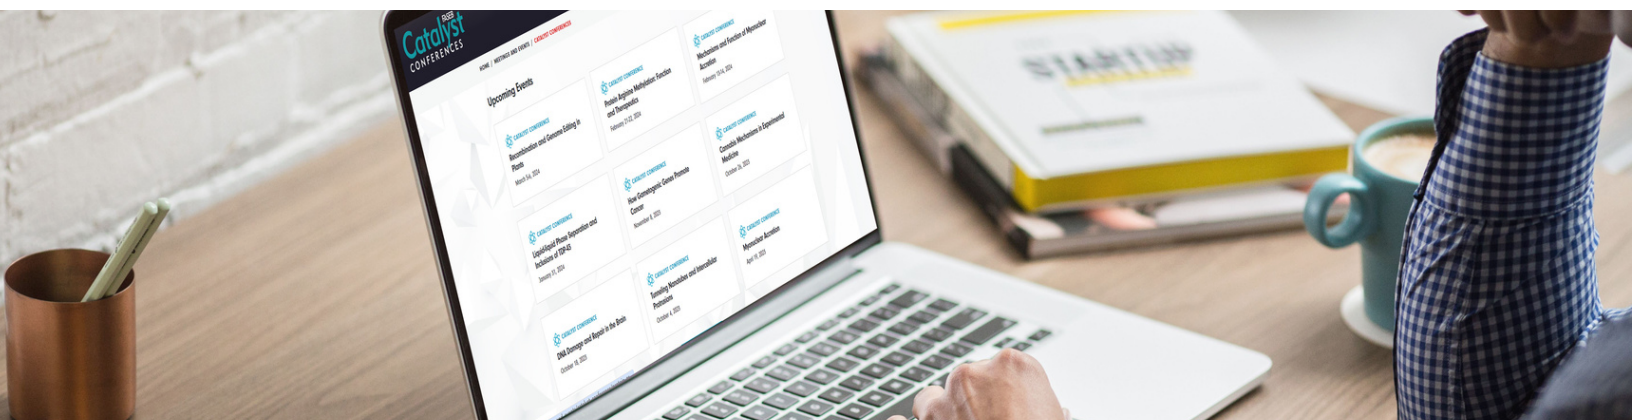 FASEB
Catalyst
CONFERENCES
HOME / MEETINGS AND EVENTS / CATALYST CONFERENCES
Upcoming Events
CATALYST CONFERENCE
Recombination and Genome Editing in
Plants
CATALYST CONFERENCE
Protein Arginine Methylation: Function
and Therapeutics
February 21-22, 2024
CATALYST CONFERENCE
Mechanisms and Function of Myonuclear
Accretion
February 13-14, 2024
CATALYST CONFERENCE
Liquid-liquid Phase Separation and
Inclusions of TDP-43
January 31, 2024
CATALYST CONFERENCE
How Gametogenic Genes Promote
Cancer
November 8, 2023
CATALYST CONFERENCE
Cannabis Mechanisms in Experimental
Medicine
October 26, 2023
CATALYST CONFERENCE
DNA Damage and Repair in the Brain
October 18, 2023
CATALYST CONFERENCE
Tunneling Nanotubes and Intercellular
Protrusions
October 4, 2023
CATALYST CONFERENCE
Myonuclear Accretion
April 19, 2023
STARTUP